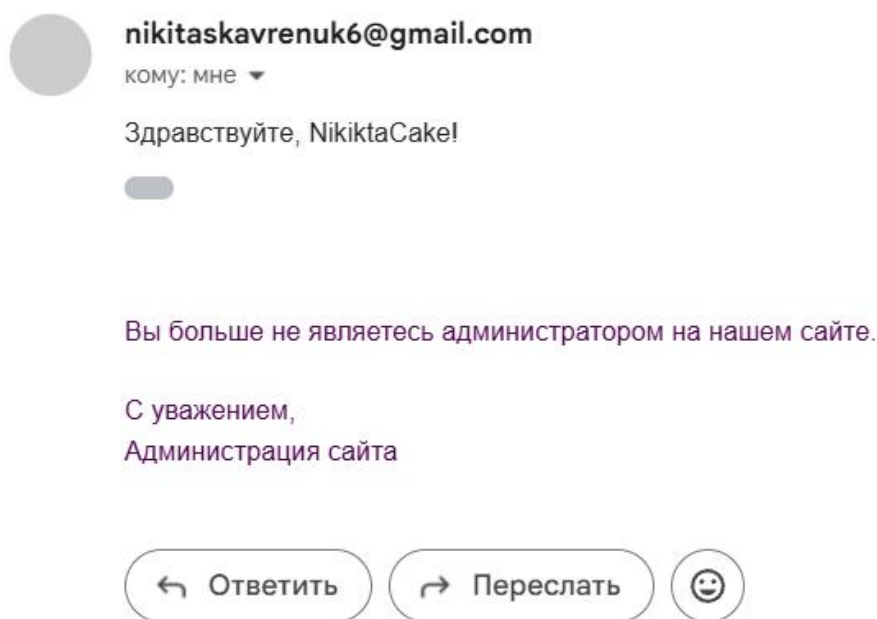 nikitaskavrenuk6@gmail.com
кому: мне
Здравствуйте, NikiktaCake!
Вы больше не являетесь администратором на нашем сайте.
С уважением,
Администрация сайта
Ответить
Переслать